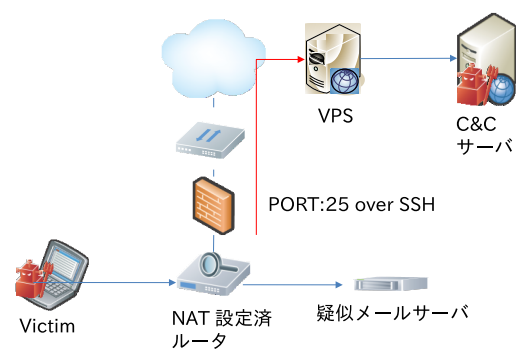 VPS
C&C
サーバ
PORT:25 over SSH
Victim
NAT 設定済
ルータ
疑似メールサーバ